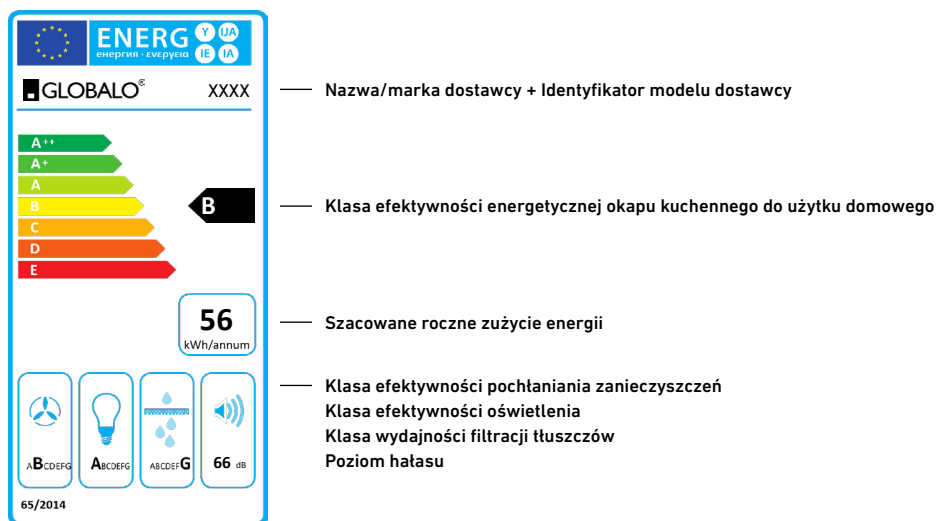 ENERG Y IJA
енергия · ενεργεια IE IA
GLOBALO® XXXX
Nazwa/marka dostawcy + Identyfikator modelu dostawcy
A++
A+
A
B
B
Klasa efektywności energetycznej okapu kuchennego do użytku domowego
C
D
E
56
kWh/annum
Szacowane roczne zużycie energii
Klasa efektywności pochłaniania zanieczyszczeń
Klasa efektywności oświetlenia
Klasa wydajności filtracji tłuszczów
Poziom hałasu
ABCDEFG
ABCDEFG
ABCDEFG
66 dB
65/2014